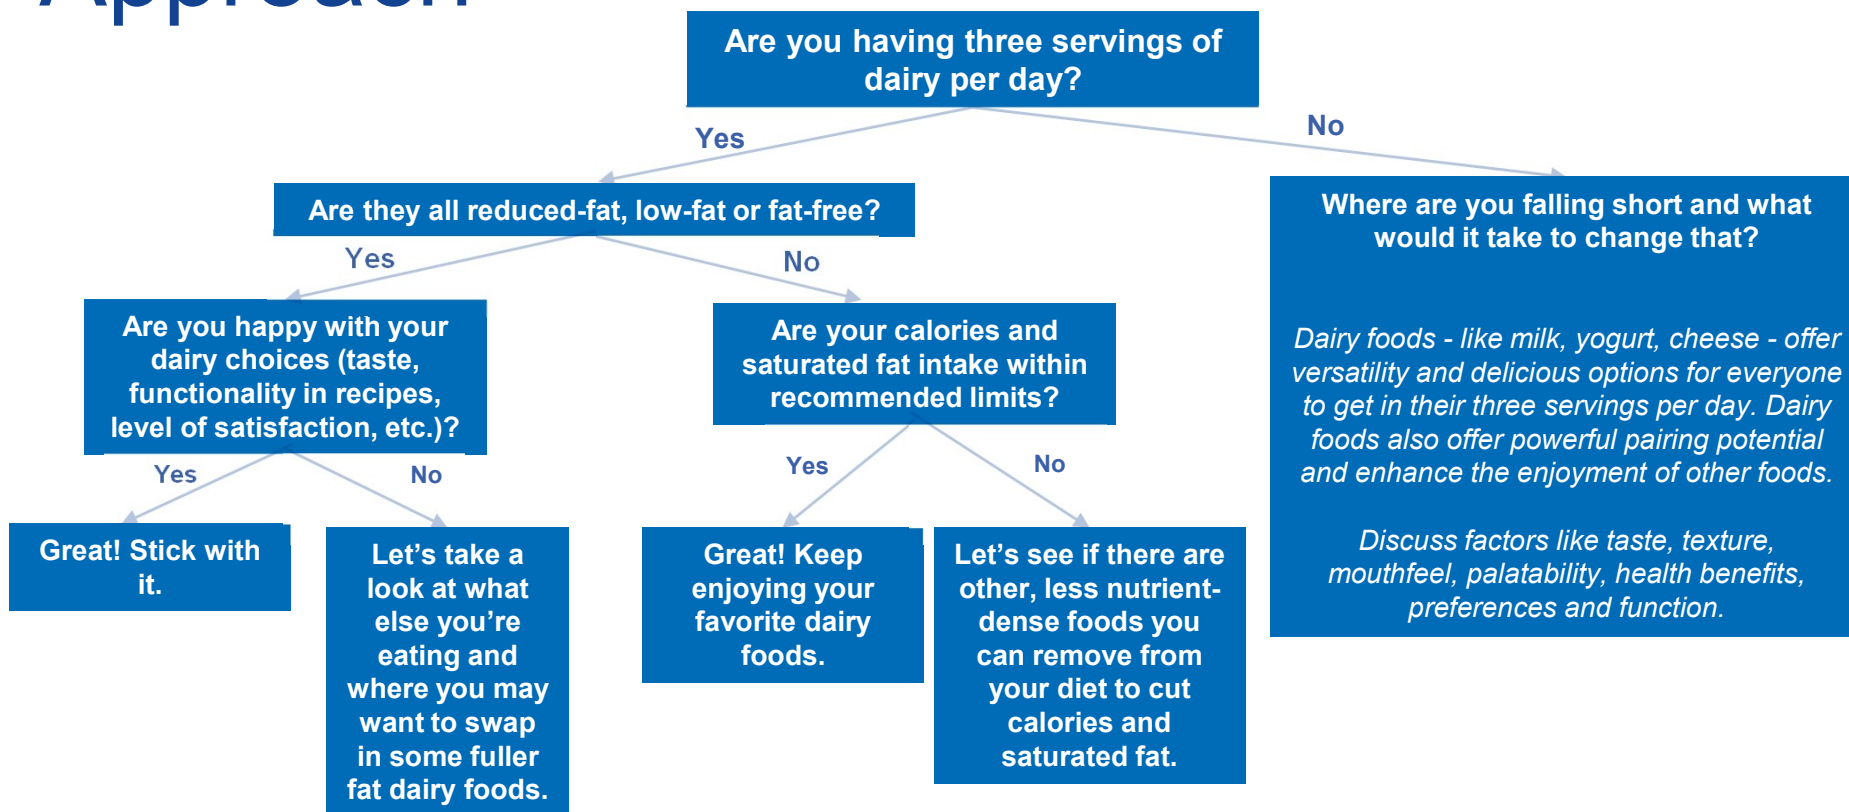 Approach
Are you having three servings of
dairy per day?
Yes
No
Are they all reduced-fat, low-fat or fat-free?
Where are you falling short and what
would it take to change that?
Yes
No
Are you happy with your
dairy choices (taste,
functionality in recipes,
level of satisfaction, etc.)?
Are your calories and
saturated fat intake within
recommended limits?
Dairy foods - like milk, yogurt, cheese - offer
versatility and delicious options for everyone
to get in their three servings per day. Dairy
foods also offer powerful pairing potential
and enhance the enjoyment of other foods.
Discuss factors like taste, texture,
mouthfeel, palatability, health benefits,
preferences and function.
Yes
No
Yes
No
Great! Stick with
it.
Let's take a
look at what
else you're
eating and
where you may
want to swap
in some fuller
fat dairy foods.
Great! Keep
enjoying your
favorite dairy
foods.
Let's see if there are
other, less nutrient-
dense foods you
can remove from
your diet to cut
calories and
saturated fat.